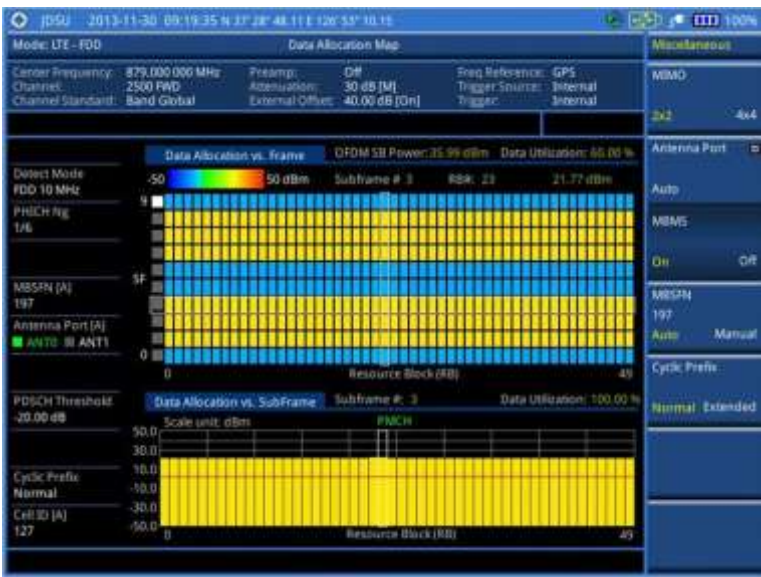 JDSU 2013-11-30 09:19:35 N 37° 28' 48.11 E 126° 53' 10.15 100%
Mode: LTE - FDD
Data Allocation Map
Miscellaneous
Center Frequency: 879.000 000 MHz
Channel: 2500 FWD
Channel Standard: Band Global
Preamp: Off
Attenuation: 30 dB [M]
External Offset: 40.00 dB [On]
Freq Reference: GPS
Trigger Source: Internal
Trigger: Internal
MIMO
2x2 4x4
Antenna Port
Auto
MBMS
On Off
MBSFN
197
Auto Manual
Cyclic Prefix
Normal Extended
Detect Mode
FDD 10 MHz
PHICH Ng
1/6
MBSFN [A]
197
Antenna Port [A]
ANT0 ANT1
PDSCH Threshold
-20.00 dB
Cyclic Prefix
Normal
Cell ID [A]
127
Data Allocation vs. Frame OFDM SB Power: 35.99 dBm Data Utilization: 60.00 %
-50 50 dBm Subframe # 3 RB#: 23 21.77 dBm
9
SF
0
0 Resource Block (RB) 49
Data Allocation vs. SubFrame Subframe #: 3 Data Utilization: 100.00 %
Scale unit: dBm PMCH
50.0
30.0
10.0
-10.0
-30.0
-50.0
0 Resource Block (RB) 49